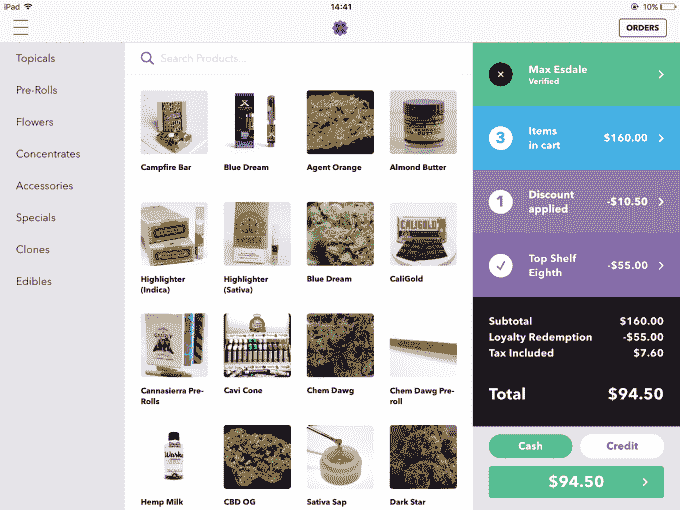 iPad
14:41
10%
ORDERS
Topicals
Pre-Rolls
Flowers
Concentrates
Accessories
Specials
Clones
Edibles
Search Products...
Campfire Bar
Blue Dream
Agent Orange
Almond Butter
Highlighter
(Indica)
Highlighter
(Sativa)
Blue Dream
CaliGold
CALIGOLD
Cannasierra Pre-
Rolls
Cavi Cone
Chem Dawg
Chem Dawg Pre-
roll
Works
Hemp Milk
CBD OG
Sativa Sap
Dark Star
Max Esdale
Verified
3 Items
in cart $160.00
1 Discount
applied -$10.50
Top Shelf
Eighth -$55.00
Subtotal $160.00
Loyalty Redemption -$55.00
Tax Included $7.60
Total $94.50
Cash Credit
$94.50